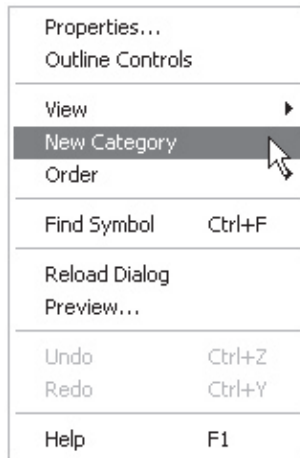 Properties...
Outline Controls
View
New Category
Order
Find Symbol Ctrl+F
Reload Dialog
Preview...
Undo Ctrl+Z
Redo Ctrl+Y
Help F1